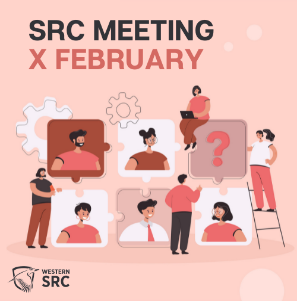 SRC MEETING
X FEBRUARY
?
WESTERN
SRC